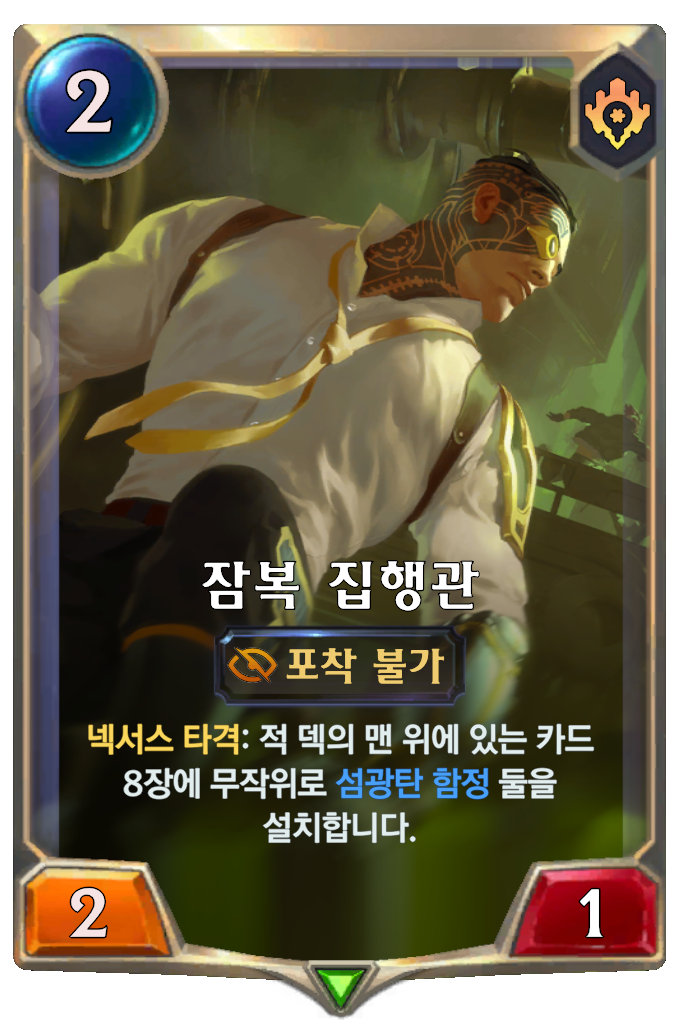 2
잠복 집행관
포착 불가
넥서스 타격: 적 덱의 맨 위에 있는 카드
8장에 무작위로 섬광탄 함정 둘을
설치합니다.
2
1